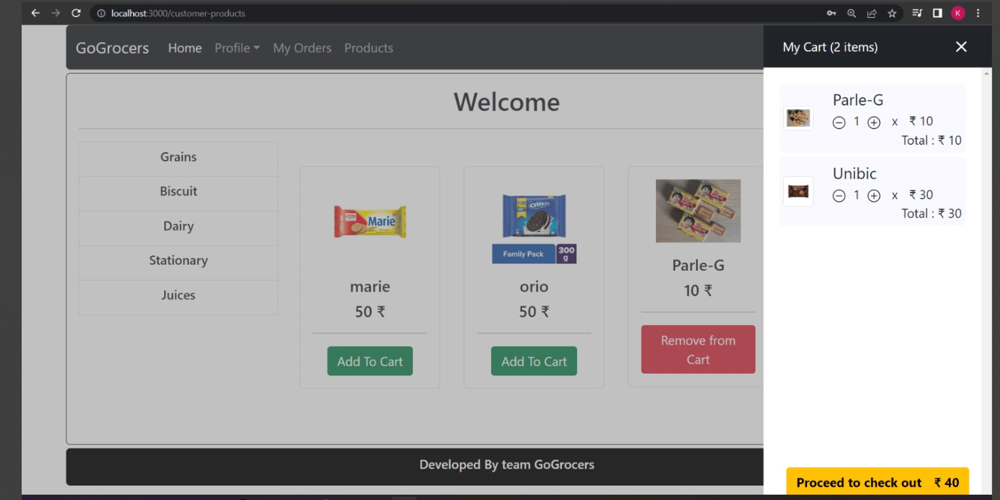 localhost:3000/customer-products
K
GoGrocers Home Profile My Orders Products
Welcome
Grains
Biscuit
Dairy
Stationary
Juices
Marie
marie
50 ₹
Add To Cart
OREO
Family Pack 300 g
orio
50 ₹
Add To Cart
Parle-G
10 ₹
Remove from
Cart
Developed By team GoGrocers
My Cart (2 items)
Parle-G
1 x ₹ 10
Total : ₹ 10
Unibic
1 x ₹ 30
Total : ₹ 30
Proceed to check out ₹ 40